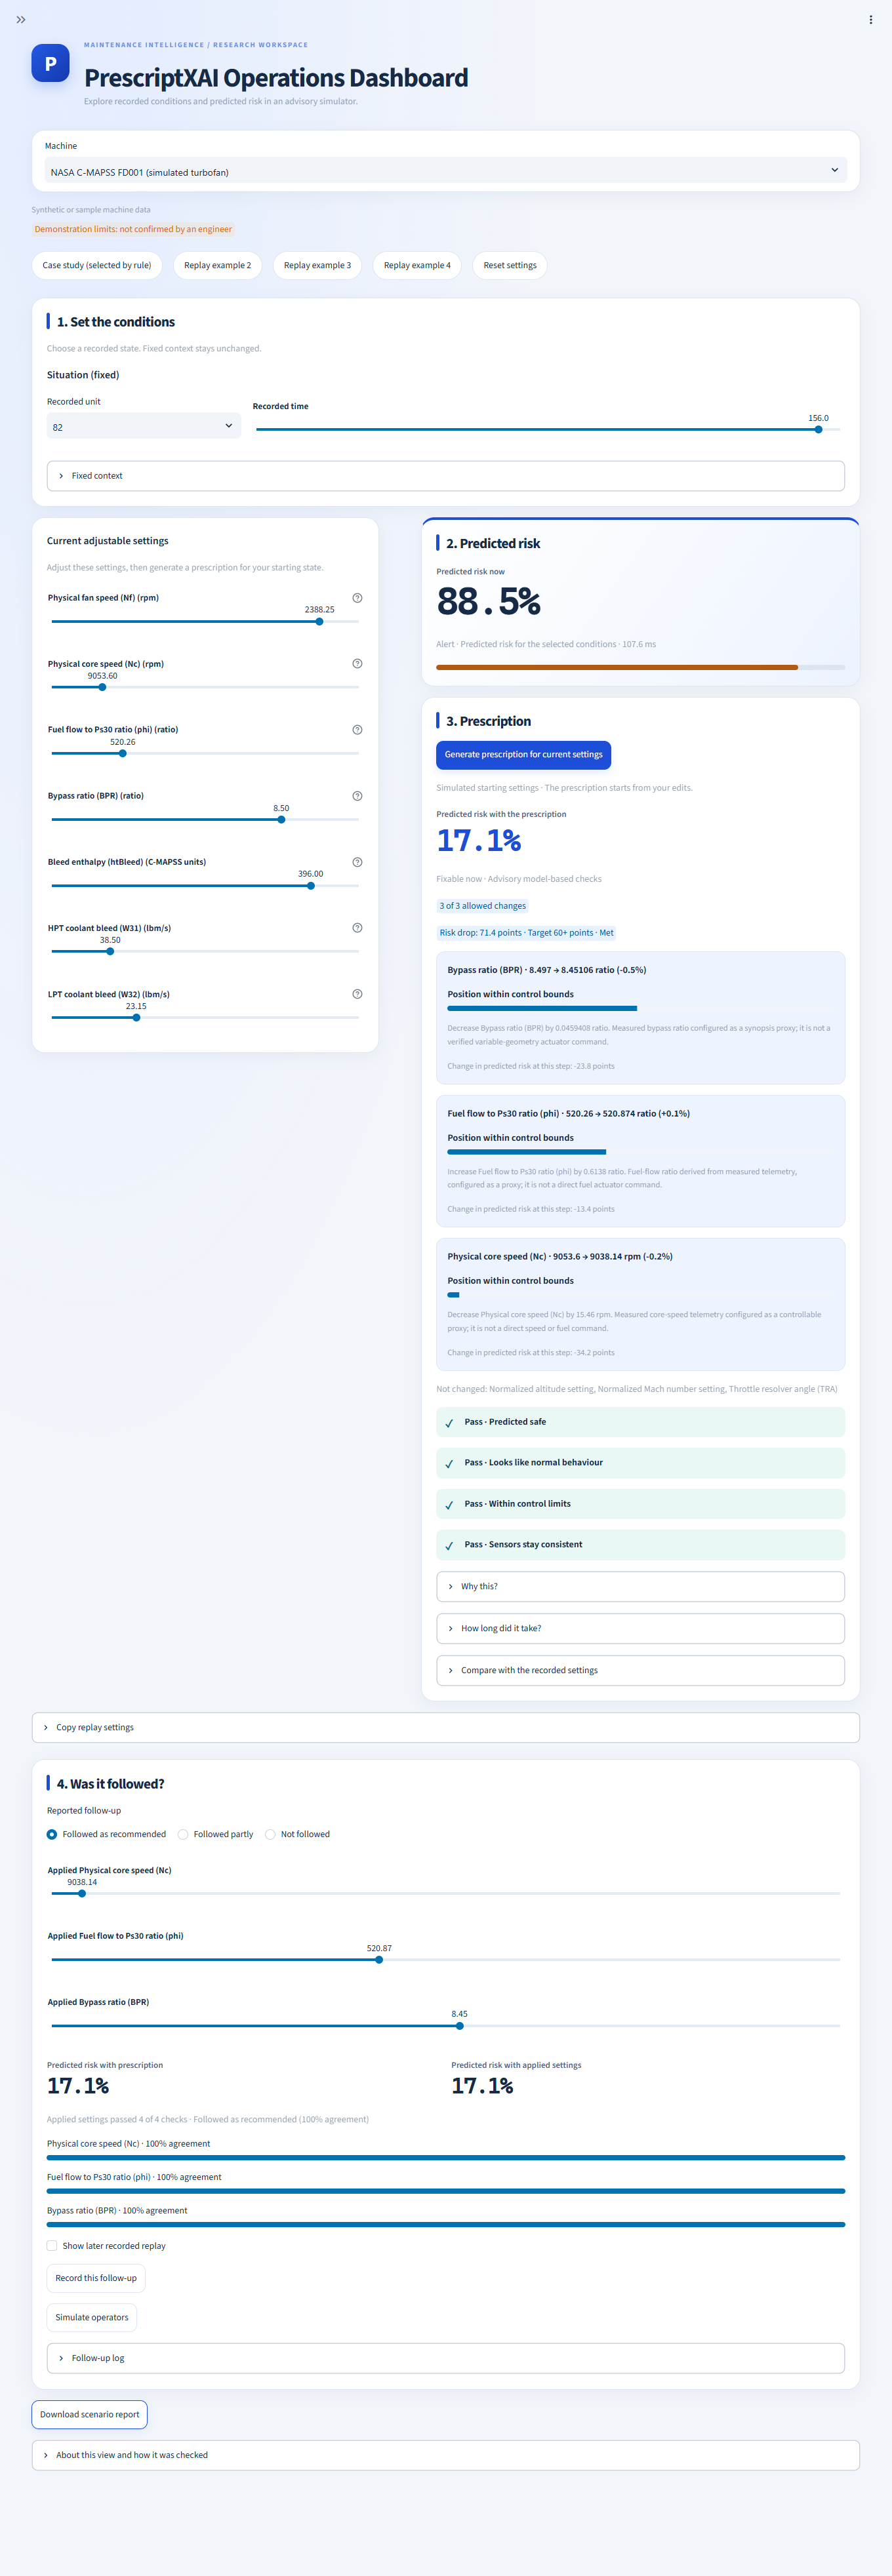 MAINTENANCE INTELLIGENCE / RESEARCH WORKSPACE
P
PrescriptXAI Operations Dashboard
Explore recorded conditions and predicted risk in an advisory simulator.
Machine
NASA C-MAPSS FD001 (simulated turbofan)
Synthetic or sample machine data
Demonstration limits: not confirmed by an engineer
Case study (selected by rule)
Replay example 2
Replay example 3
Replay example 4
Reset settings
1. Set the conditions
Choose a recorded state. Fixed context stays unchanged.
Situation (fixed)
Recorded unit
82
Recorded time
156.0
Fixed context
Current adjustable settings
Adjust these settings, then generate a prescription for your starting state.
Physical fan speed (Nf) (rpm)
2388.25
Physical core speed (Nc) (rpm)
9053.60
Fuel flow to Ps30 ratio (phi) (ratio)
520.26
Bypass ratio (BPR) (ratio)
8.50
Bleed enthalpy (htBleed) (C-MAPSS units)
396.00
HPT coolant bleed (W31) (lbm/s)
38.50
LPT coolant bleed (W32) (lbm/s)
23.15
2. Predicted risk
Predicted risk now
88.5%
Alert · Predicted risk for the selected conditions · 107.6 ms
3. Prescription
Generate prescription for current settings
Simulated starting settings · The prescription starts from your edits.
Predicted risk with the prescription
17.1%
Fixable now · Advisory model-based checks
3 of 3 allowed changes
Risk drop: 71.4 points · Target 60+ points · Met
Bypass ratio (BPR) · 8.497 → 8.45106 ratio (-0.5%)
Position within control bounds
Decrease Bypass ratio (BPR) by 0.0459408 ratio. Measured bypass ratio configured as a synopsis proxy; it is not a
verified variable-geometry actuator command.
Change in predicted risk at this step: -23.8 points
Fuel flow to Ps30 ratio (phi) · 520.26 → 520.874 ratio (+0.1%)
Position within control bounds
Increase Fuel flow to Ps30 ratio (phi) by 0.6138 ratio. Fuel-flow ratio derived from measured telemetry,
configured as a proxy; it is not a direct fuel actuator command.
Change in predicted risk at this step: -13.4 points
Physical core speed (Nc) · 9053.6 → 9038.14 rpm (-0.2%)
Position within control bounds
Decrease Physical core speed (Nc) by 15.46 rpm. Measured core-speed telemetry configured as a controllable
proxy; it is not a direct speed or fuel command.
Change in predicted risk at this step: -34.2 points
Not changed: Normalized altitude setting, Normalized Mach number setting, Throttle resolver angle (TRA)
Pass · Predicted safe
Pass · Looks like normal behaviour
Pass · Within control limits
Pass · Sensors stay consistent
Why this?
How long did it take?
Compare with the recorded settings
Copy replay settings
4. Was it followed?
Reported follow-up
Followed as recommended
Followed partly
Not followed
Applied Physical core speed (Nc)
9038.14
Applied Fuel flow to Ps30 ratio (phi)
520.87
Applied Bypass ratio (BPR)
8.45
Predicted risk with prescription
17.1%
Predicted risk with applied settings
17.1%
Applied settings passed 4 of 4 checks · Followed as recommended (100% agreement)
Physical core speed (Nc) · 100% agreement
Fuel flow to Ps30 ratio (phi) · 100% agreement
Bypass ratio (BPR) · 100% agreement
Show later recorded replay
Record this follow-up
Simulate operators
Follow-up log
Download scenario report
About this view and how it was checked